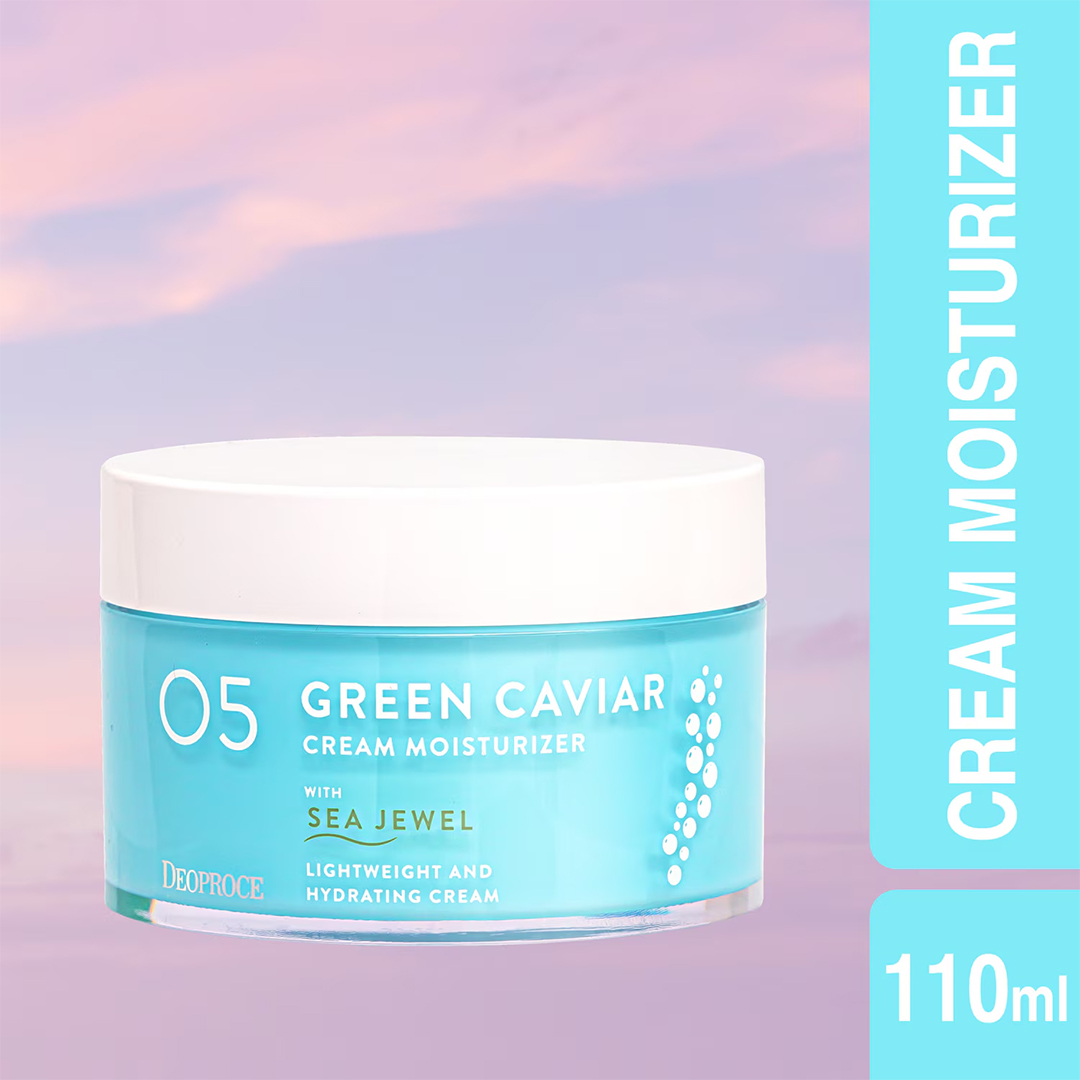 05
GREEN CAVIAR
CREAM MOISTURIZER
WITH
SEA JEWEL
LIGHTWEIGHT AND
HYDRATING CREAM
DEOPROCE
CREAM MOISTURIZER
110ml